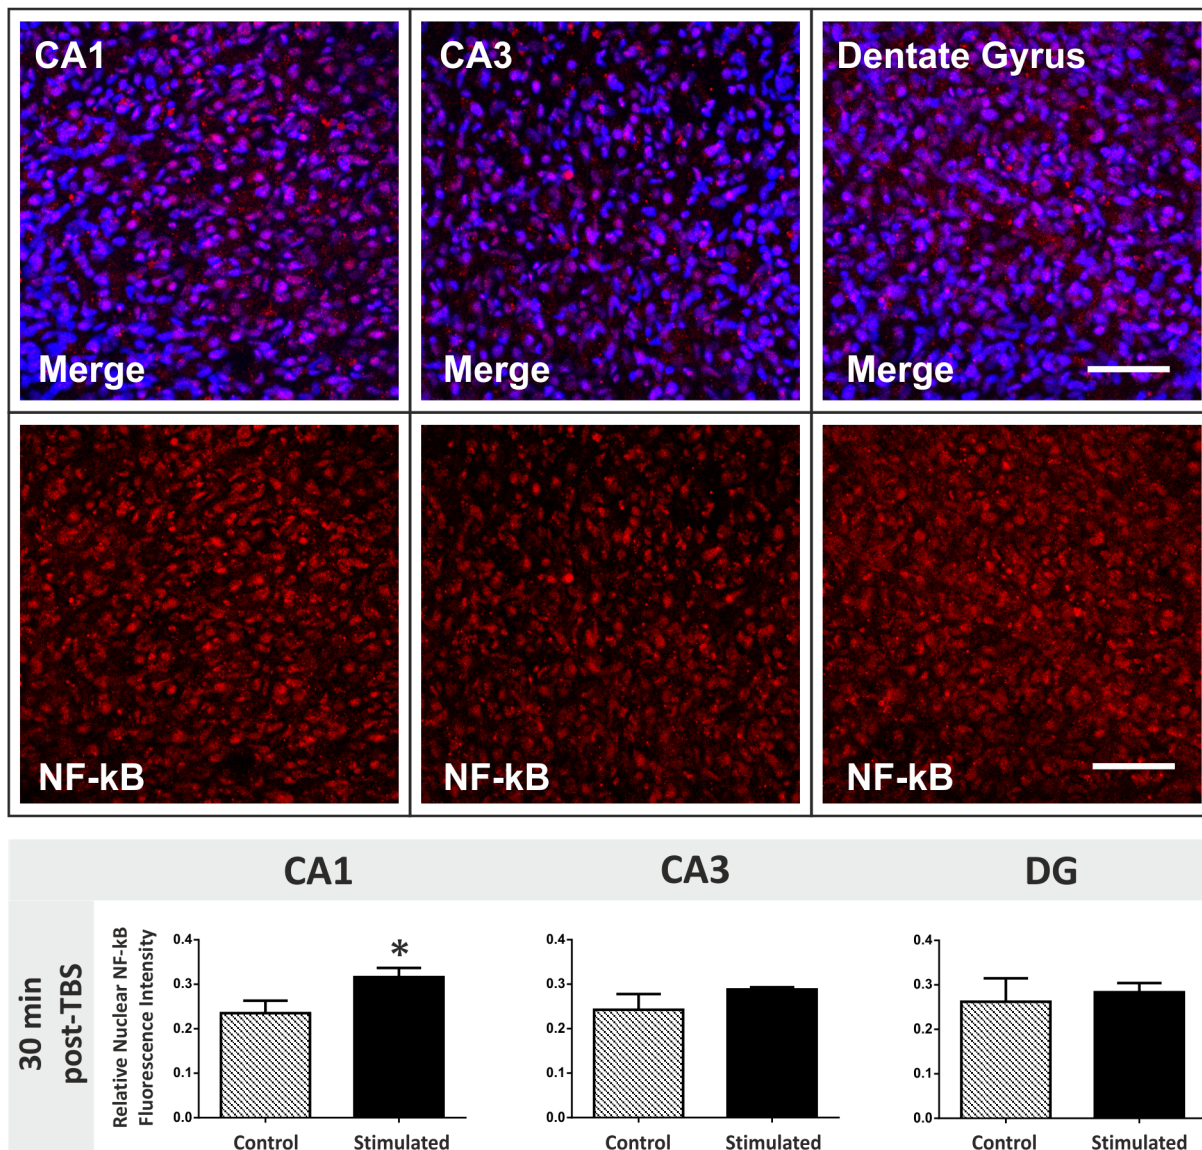 CA1
CA3
Dentate Gyrus
Merge
Merge
Merge
NF-kB
NF-kB
NF-kB
CA1
CA3
DG
30 min
post-TBS
Relative Nuclear NF-kB
Fluorescence Intensity
0.4
0.3
0.2
0.1
0.0
*
Control
Stimulated
0.4
0.3
0.2
0.1
0.0
Control
Stimulated
0.4
0.3
0.2
0.1
0.0
Control
Stimulated